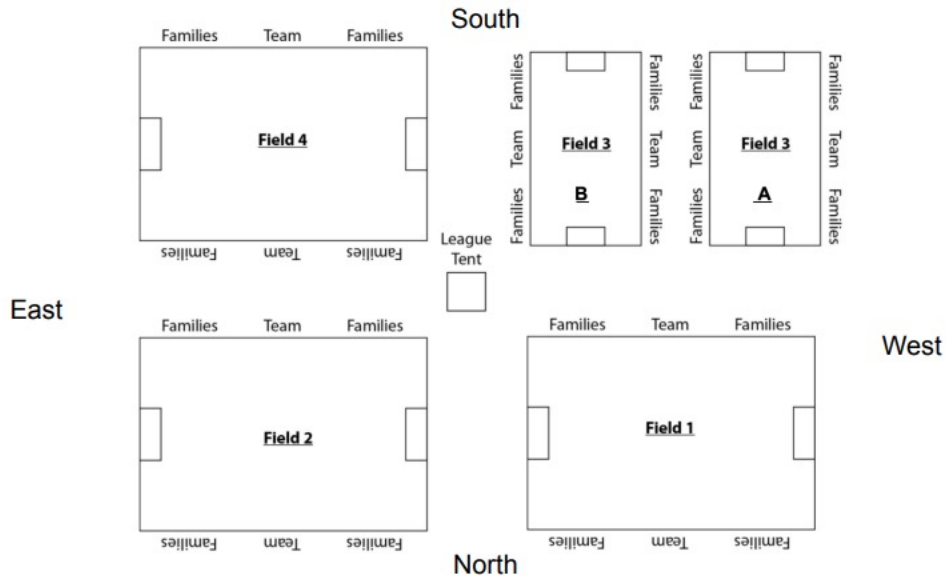 South
Families Team Families
Field 4
Families Team Families
Families Team Families
Field 3
B
Families Team Families
Families Team Families
Field 3
A
Families Team Families
League
Tent
East
West
Families Team Families
Field 2
Families Team Families
Families Team Families
Field 1
Families Team Families
North